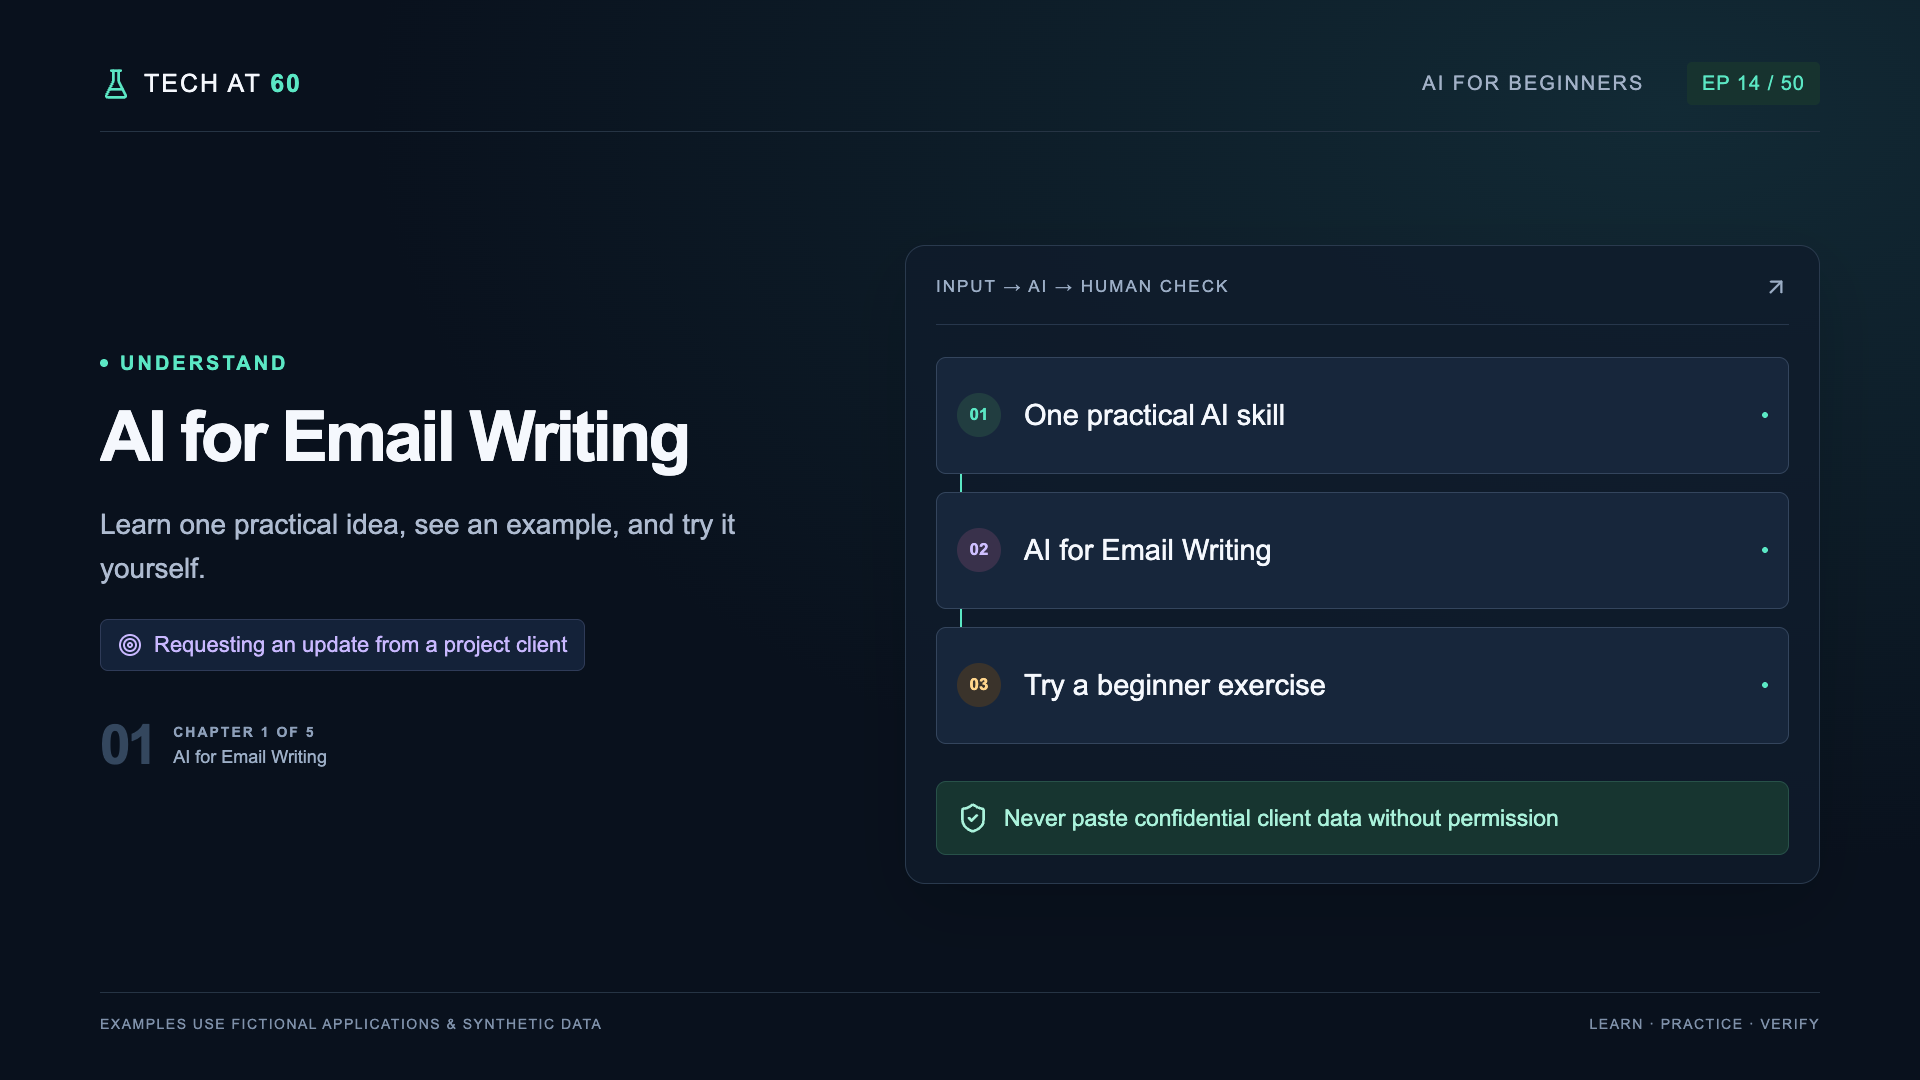 TECH AT 60
AI FOR BEGINNERS
EP 14 / 50
• UNDERSTAND
AI for Email Writing
Learn one practical idea, see an example, and try it
yourself.
Requesting an update from a project client
01
CHAPTER 1 OF 5
AI for Email Writing
INPUT → AI → HUMAN CHECK
01 One practical AI skill
02 AI for Email Writing
03 Try a beginner exercise
Never paste confidential client data without permission
EXAMPLES USE FICTIONAL APPLICATIONS & SYNTHETIC DATA
LEARN · PRACTICE · VERIFY